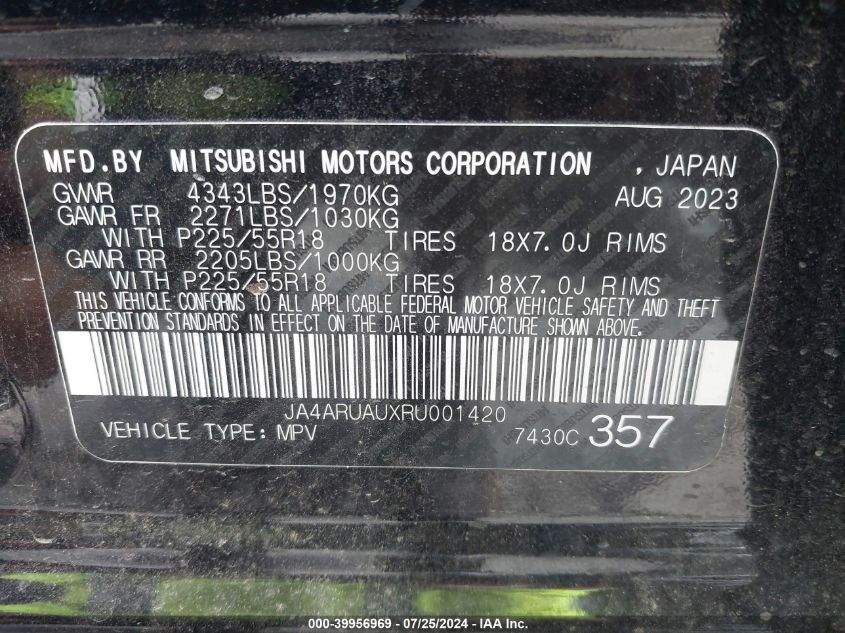 MFD.BY MITSUBISHI MOTORS CORPORATION , JAPAN
GVWR 4343LBS/1970KG AUG 2023
GAWR FR 2271LBS/1030KG
WITH P225/55R18 TIRES 18X7.0J RIMS
GAWR RR 2205LBS/1000KG
WITH P225/55R18 TIRES 18X7.0J RIMS
THIS VEHICLE CONFORMS TO ALL APPLICABLE FEDERAL MOTOR VEHICLE SAFETY AND THEFT
PREVENTION STANDARDS IN EFFECT ON THE DATE OF MANUFACTURE SHOWN ABOVE.
JA4ARUAUXRU001420
VEHICLE TYPE: MPV 7430C 357
000-39956969 - 07/25/2024 - IAA Inc.